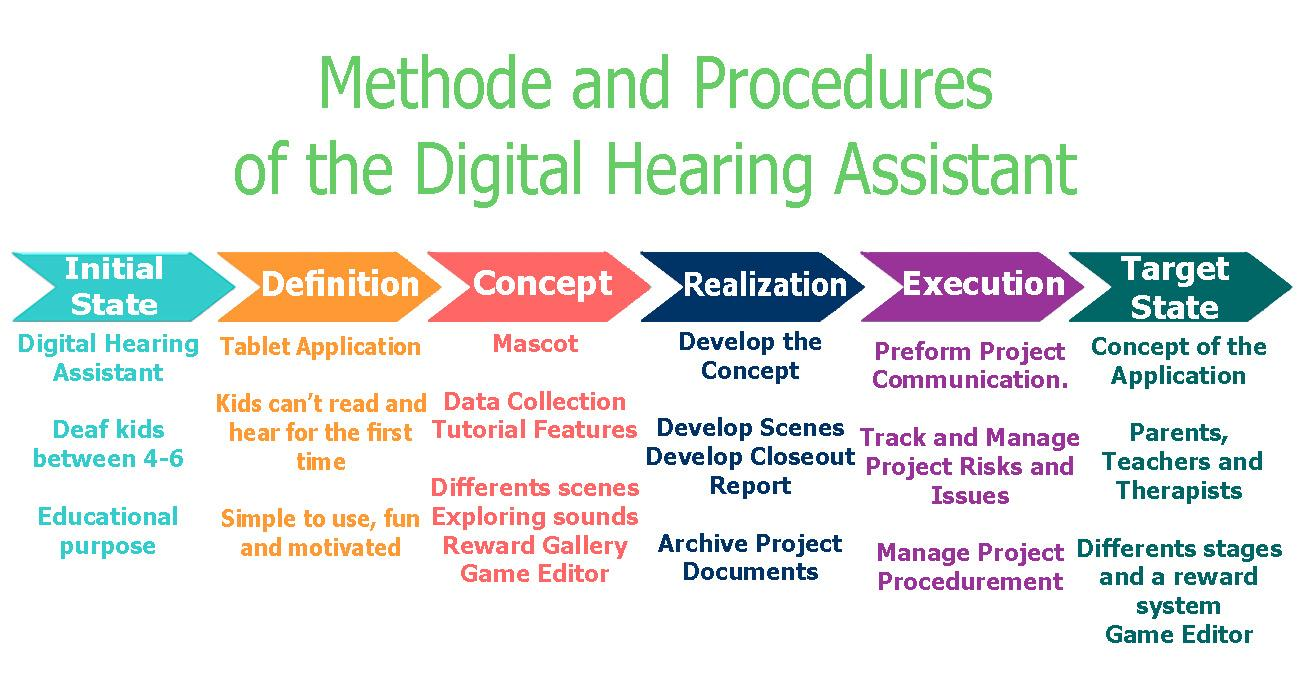 Methode and Procedures
of the Digital Hearing Assistant
Initial
State
Digital Hearing
Assistant
Deaf kids
between 4-6
Educational
purpose
Definition
Tablet Application
Kids can't read and
hear for the first
time
Simple to use, fun
and motivated
Concept
Mascot
Data Collection
Tutorial Features
Differents scenes
Exploring sounds
Reward Gallery
Game Editor
Realization
Develop the
Concept
Develop Scenes
Develop Closeout
Report
Archive Project
Documents
Execution
Preform Project
Communication.
Track and Manage
Project Risks and
Issues
Manage Project
Procedurement
Target
State
Concept of the
Application
Parents,
Teachers and
Therapists
Differents stages
and a reward
system
Game Editor